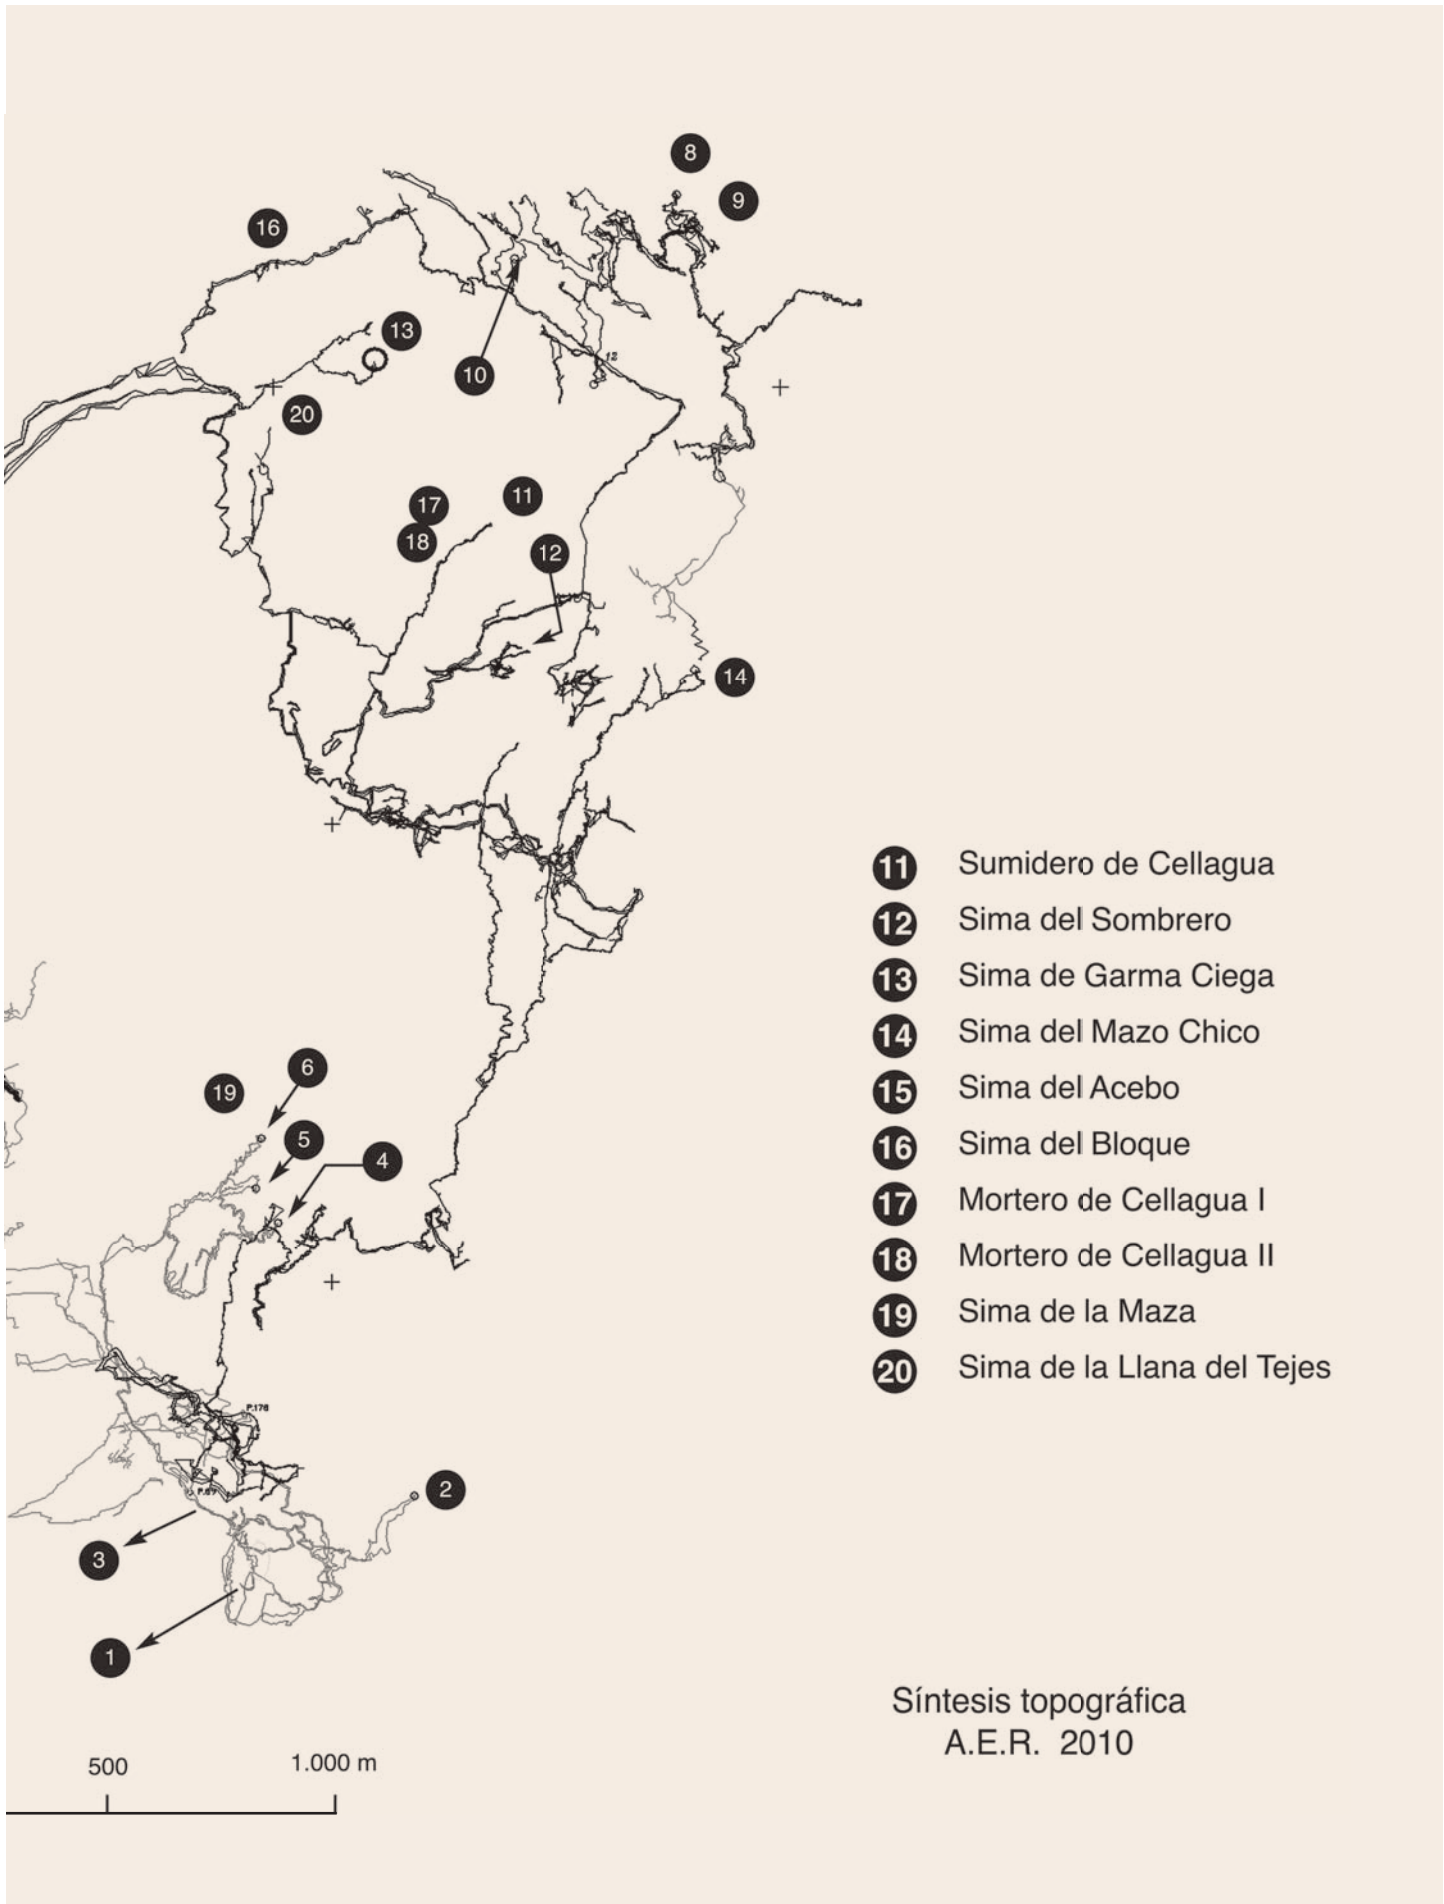 8
9
16
13
10
20
17
11
18
12
12
14
6
19
5
4
P.176
2
3
1
11 Sumidero de Cellagua
12 Sima del Sombrero
13 Sima de Garma Ciega
14 Sima del Mazo Chico
15 Sima del Acebo
16 Sima del Bloque
17 Mortero de Cellagua I
18 Mortero de Cellagua II
19 Sima de la Maza
20 Sima de la Llana del Tejes
Síntesis topográfica
A.E.R. 2010
500 1.000 m